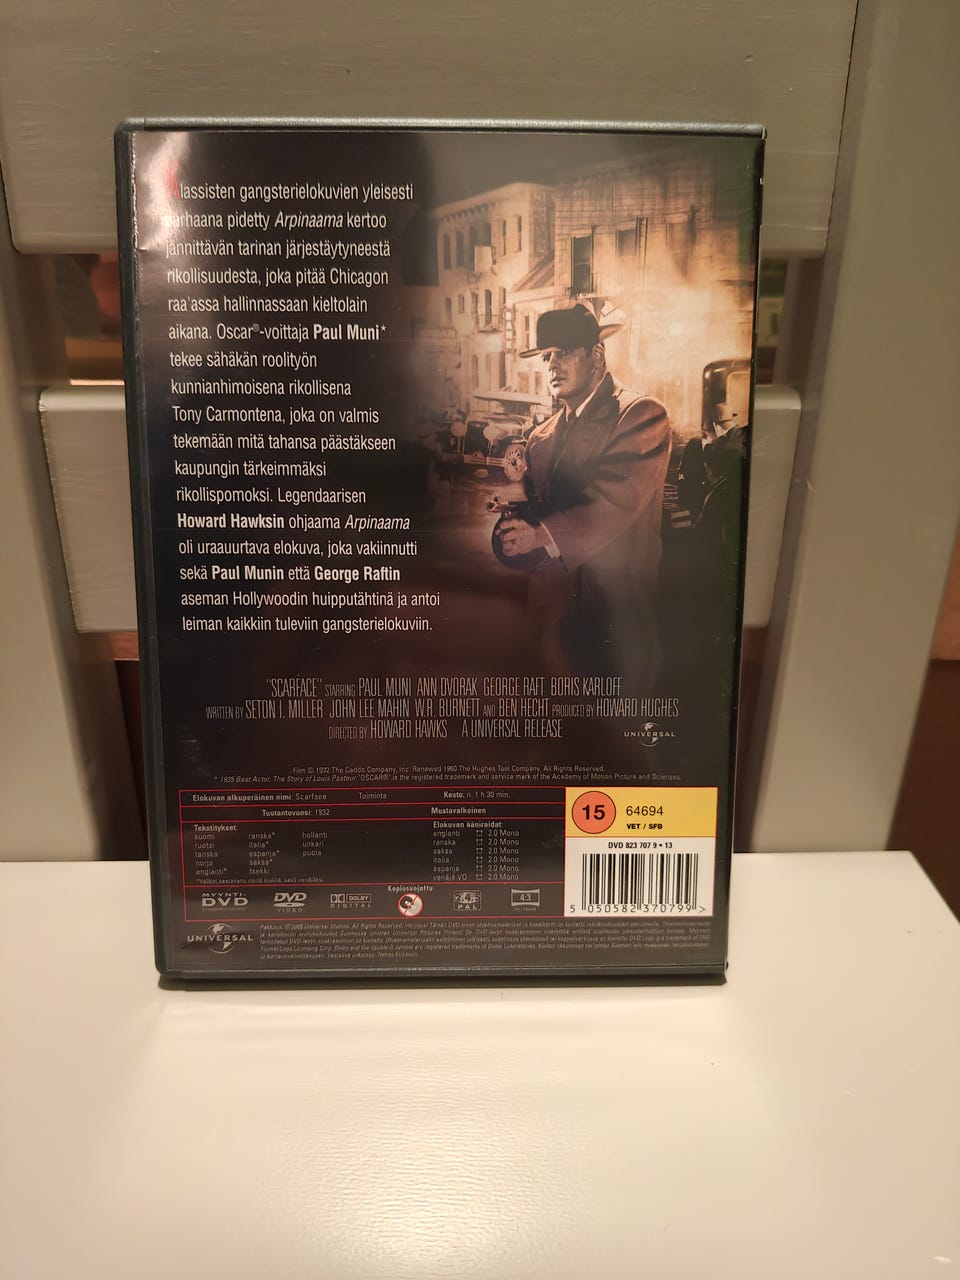 Klassisten gangsterielokuvien yleisesti
parhaana pidetty Arpinaama kertoo
jännittävän tarinan järjestäytyneestä
rikollisuudesta, joka pitää Chicagon
raa'assa hallinnassaan kieltolain
aikana. Oscar®-voittaja Paul Muni*
tekee sähäkän roolityön
kunnianhimoisena rikollisena
Tony Carmontena, joka on valmis
tekemään mitä tahansa päästäkseen
kaupungin tärkeimmäksi
rikollispomoksi. Legendaarisen
Howard Hawksin ohjaama Arpinaama
oli uraauurtava elokuva, joka vakiinnutti
sekä Paul Munin että George Raftin
aseman Hollywoodin huipputähtinä ja antoi
leiman kaikkiin tuleviin gangsterielokuviin.
"SCARFACE" STARRING PAUL MUNI ANN DVORAK GEORGE RAFT BORIS KARLOFF
WRITTEN BY SETON I. MILLER JOHN LEE MAHIN W.R. BURNETT AND BEN HECHT PRODUCED BY HOWARD HUGHES
DIRECTED BY HOWARD HAWKS A UNIVERSAL RELEASE
UNIVERSAL
Film © 1932 The Caddo Company, Inc. Renewed 1960 The Hughes Tool Company. All Rights Reserved.
* 1935 Best Actor, The Story of Louis Pasteur. "OSCAR®" is the registered trademark and service mark of the Academy of Motion Picture and Sciences.
Elokuvan alkuperäinen nimi: Scarface Toiminta Kesto: n. 1 h 30 min.
Tuotantovuosi: 1932 Mustavalkoinen
Tekstitykset:
suomi ranska* hollanti
ruotsi italia* unkari
tanska espanja* puola
norja saksa*
englanti* tsekki
Elokuvan ääniraidat:
englanti 2.0 Mono
ranska 2.0 Mono
saksa 2.0 Mono
italia 2.0 Mono
espanja 2.0 Mono
venäjä VO 2.0 Mono
15 64694
VET / SFB
DVD 823 707 9 • 13
5 050582 370799 >
MYYNTI-DVD
DVD VIDEO
DOLBY DIGITAL
Kopiosuojattu
PAL
4:3
UNIVERSAL